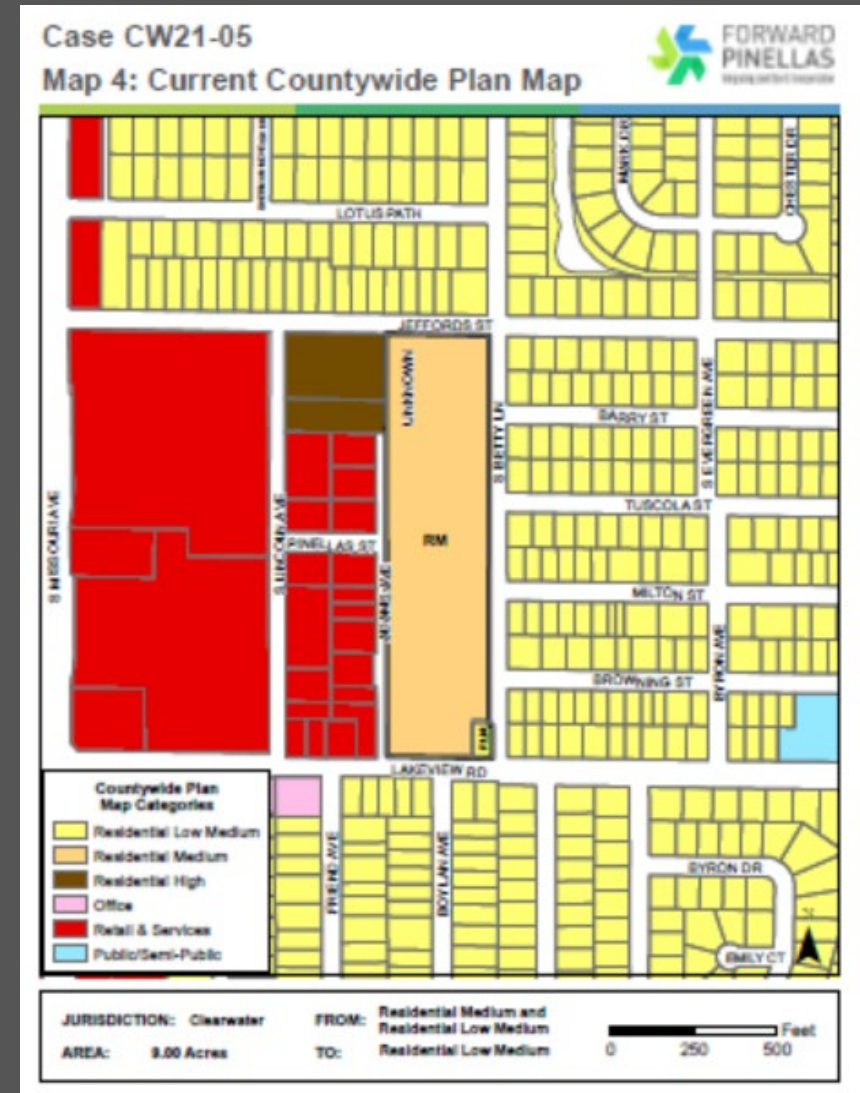 Case CW21-05
Map 4: Current Countywide Plan Map
FORWARD
PINELLAS
MARK DR
CHESTER DR
LOTUS PATH
JEFFORDS ST
UNKNOWN
S BETTY LN
S EVERGREEN AVE
BARRY ST
TUSCOLA ST
S MISSOURI AVE
S LINCOLN AVE
PINELLAS ST
RM
ADAMS AVE
MILTON ST
BROWNING ST
BYRON AVE
RLM
LAKEVIEW RD
Countywide Plan
Map Categories
Residential Low Medium
Residential Medium
Residential High
Office
Retail & Services
Public/Semi-Public
FRIEND AVE
BOYLAN AVE
BYRON DR
EMILY CT
N
JURISDICTION: Clearwater
AREA: 9.00 Acres
FROM: Residential Medium and
Residential Low Medium
TO: Residential Low Medium
Feet
0 250 500